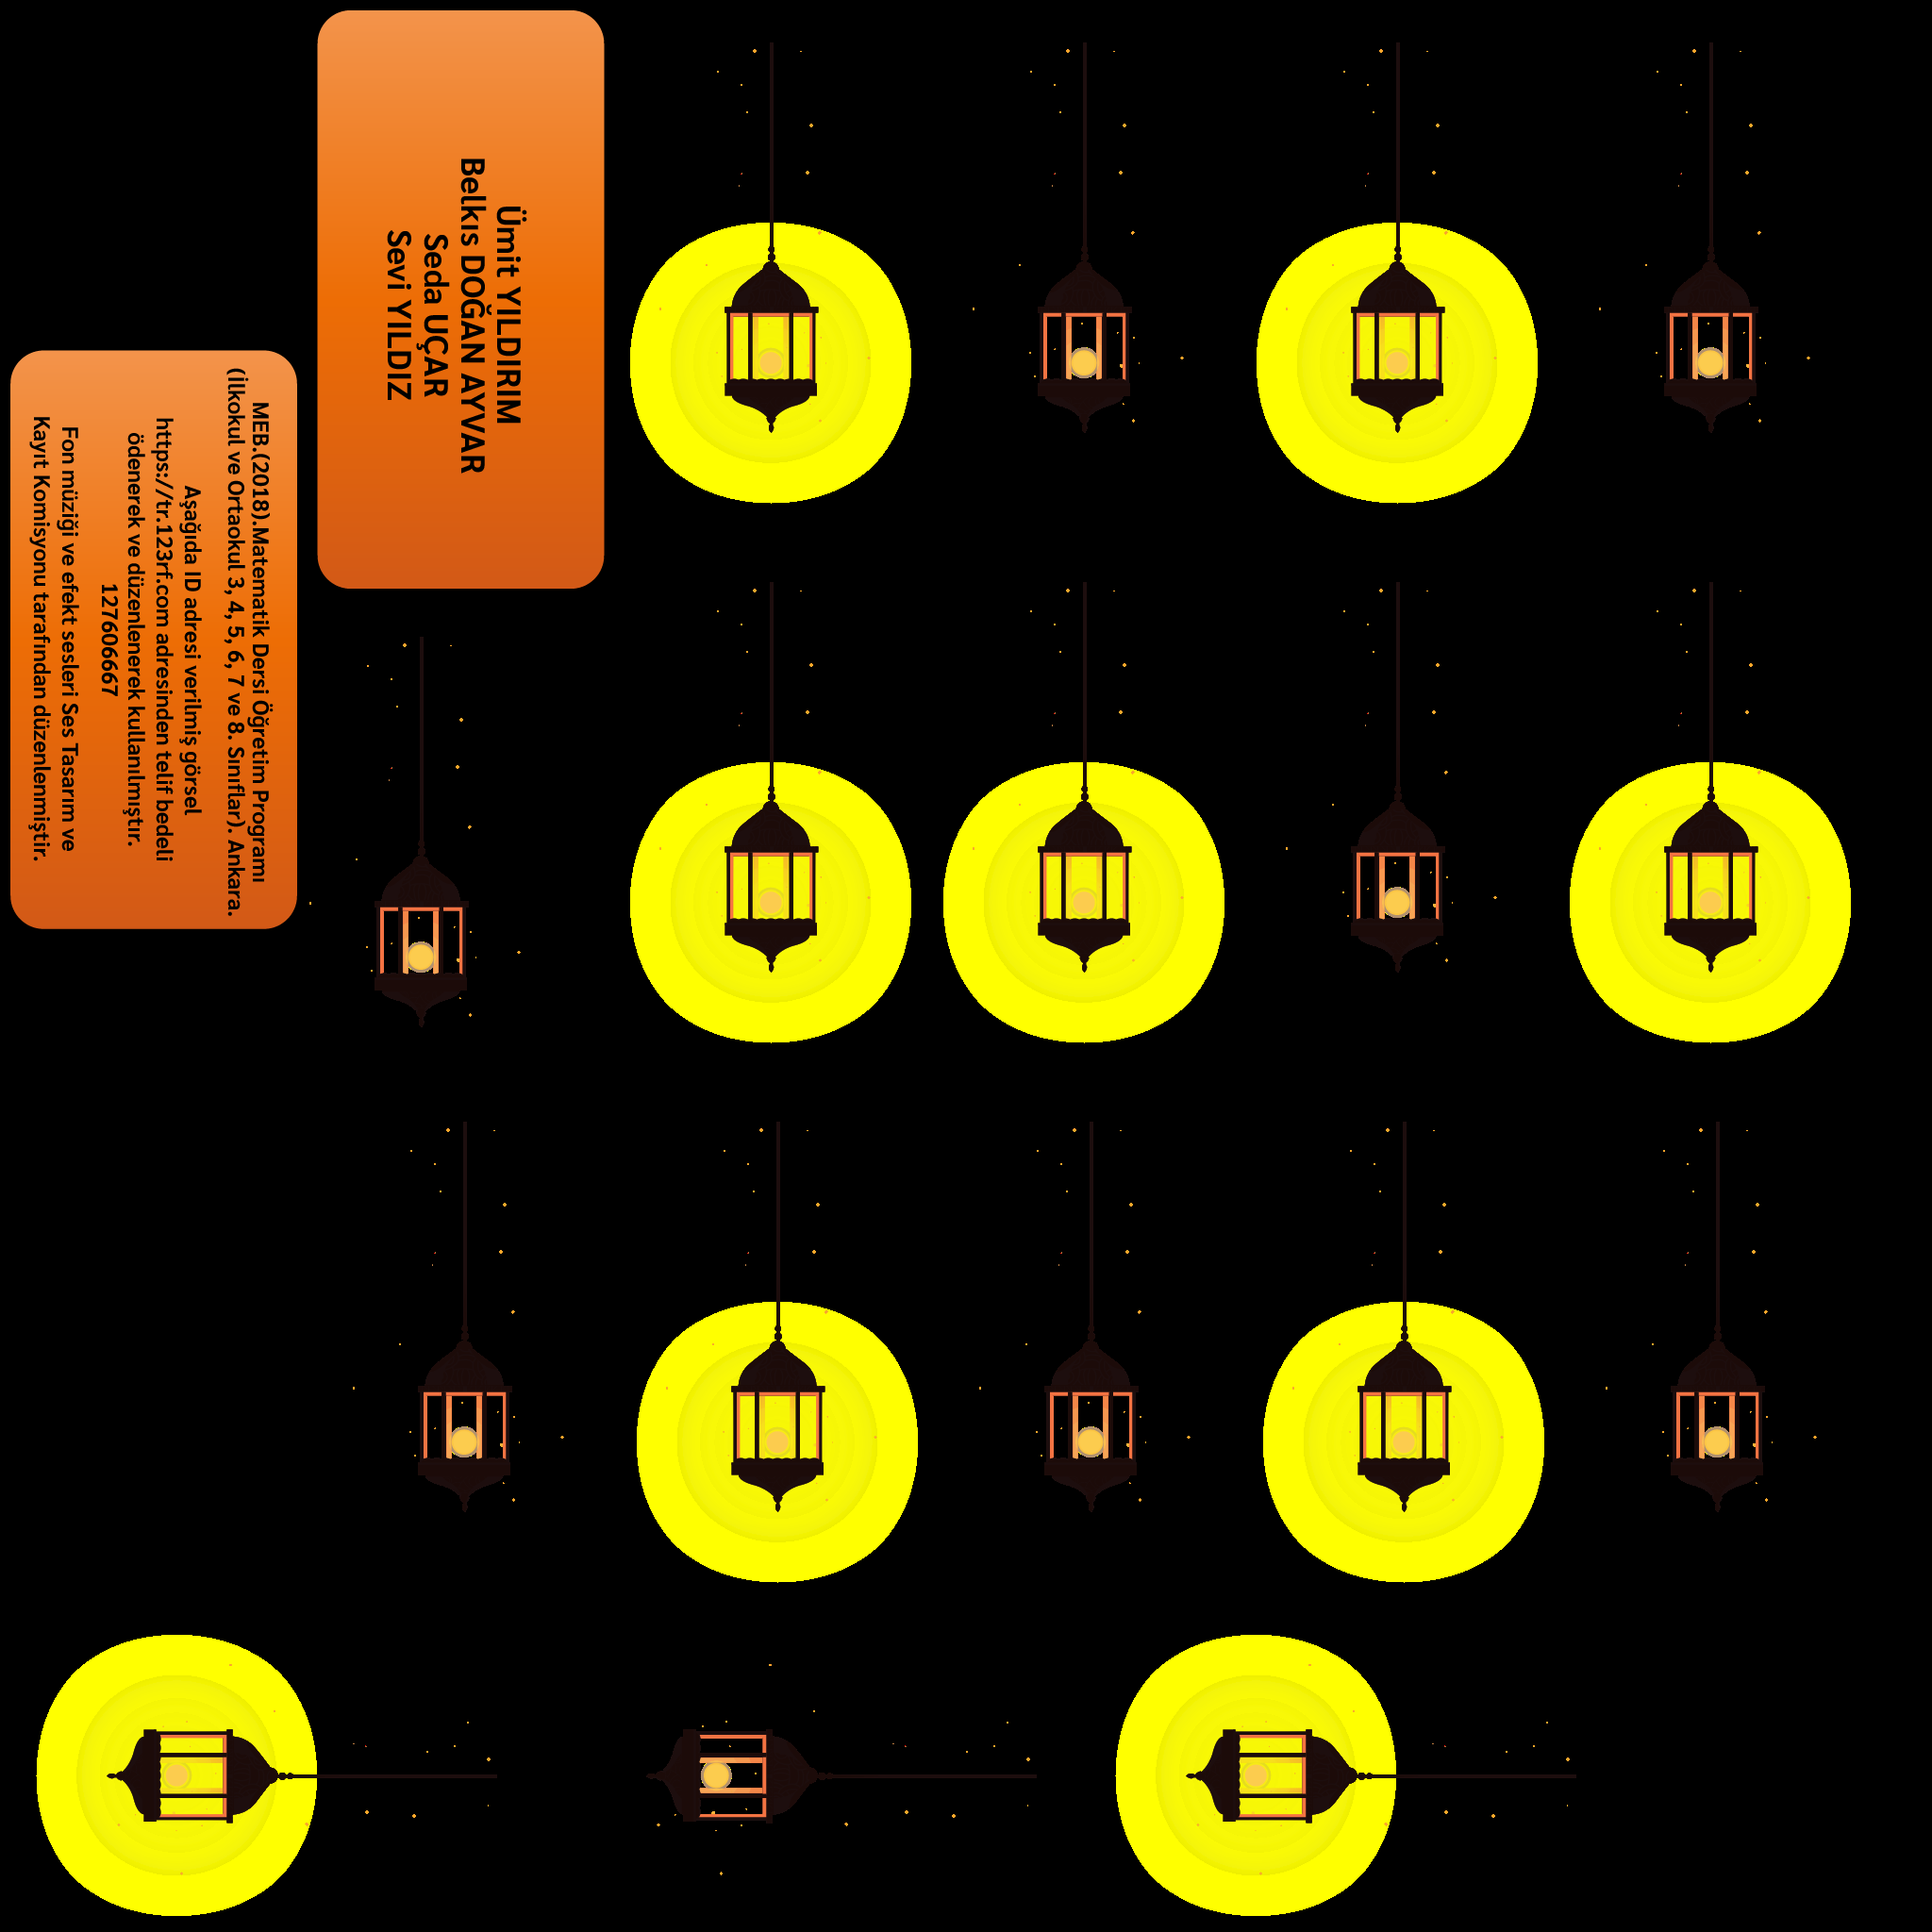 Ümit YILDIRIM
Belkıs DOĞAN AYVAR
Seda UÇAR
Sevi YILDIZ
MEB.(2018).Matematik Dersi Öğretim Programı
(İlkokul ve Ortaokul 3, 4, 5, 6, 7 ve 8. Sınıflar). Ankara.
Aşağıda ID adresi verilmiş görsel
https://tr.123rf.com adresinden telif bedeli
ödenerek ve düzenlenerek kullanılmıştır.
127606667
Fon müziği ve efekt sesleri Ses Tasarım ve
Kayıt Komisyonu tarafından düzenlenmiştir.